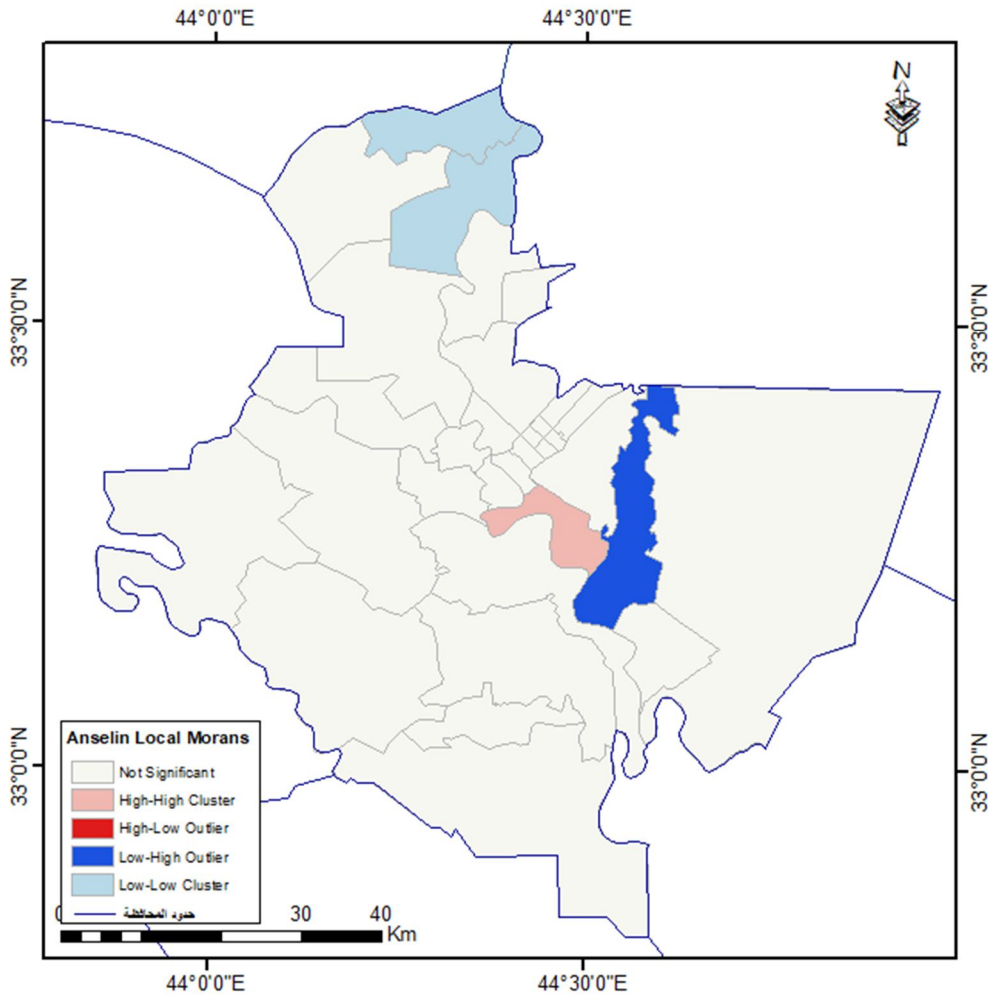 44°0'0"E
44°30'0"E
N
33°30'0"N
33°30'0"N
33°0'0"N
33°0'0"N
Anselin Local Morans
Not Significant
High-High Cluster
High-Low Outlier
Low-High Outlier
Low-Low Cluster
حدود المحافظة
0 30 40
Km
44°0'0"E
44°30'0"E